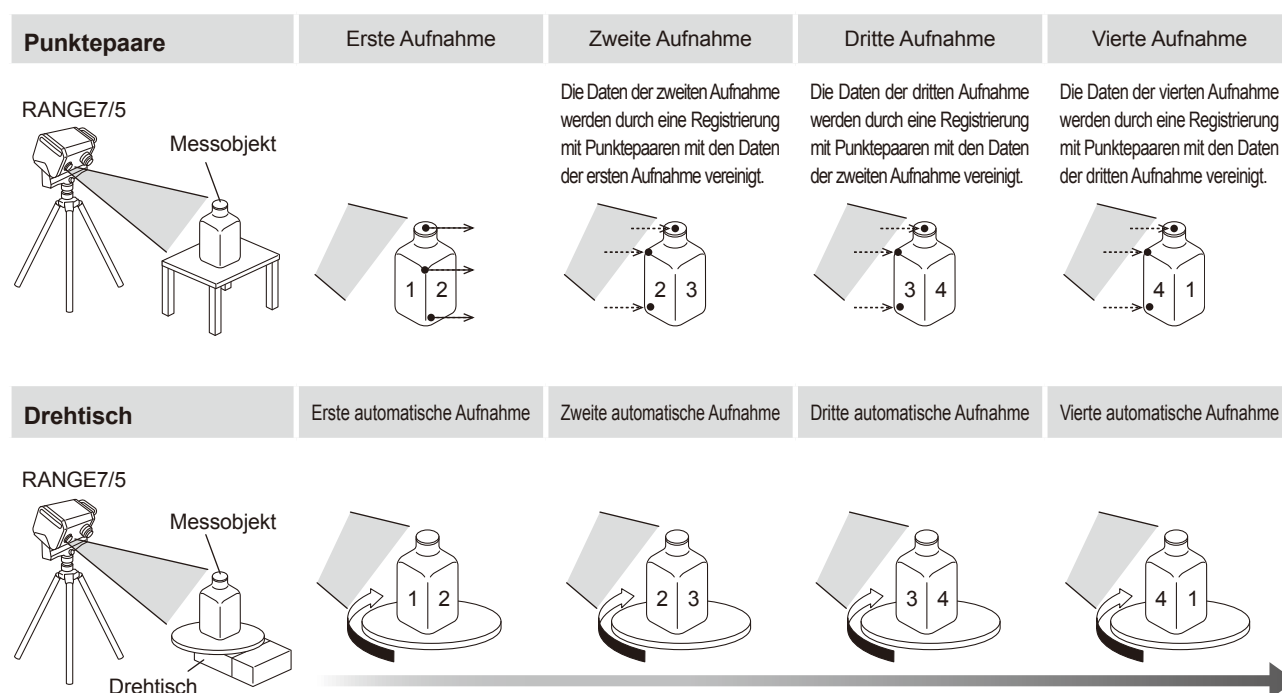 Punktepaare
Erste Aufnahme
Zweite Aufnahme
Dritte Aufnahme
Vierte Aufnahme
RANGE7/5
Messobjekt
Die Daten der zweiten Aufnahme
werden durch eine Registrierung
mit Punktepaaren mit den Daten
der ersten Aufnahme vereinigt.
Die Daten der dritten Aufnahme
werden durch eine Registrierung
mit Punktepaaren mit den Daten
der zweiten Aufnahme vereinigt.
Die Daten der vierten Aufnahme
werden durch eine Registrierung
mit Punktepaaren mit den Daten
der dritten Aufnahme vereinigt.
1 2
2 3
3 4
4 1
Drehtisch
Erste automatische Aufnahme
Zweite automatische Aufnahme
Dritte automatische Aufnahme
Vierte automatische Aufnahme
RANGE7/5
Messobjekt
Drehtisch
1 2
2 3
3 4
4 1